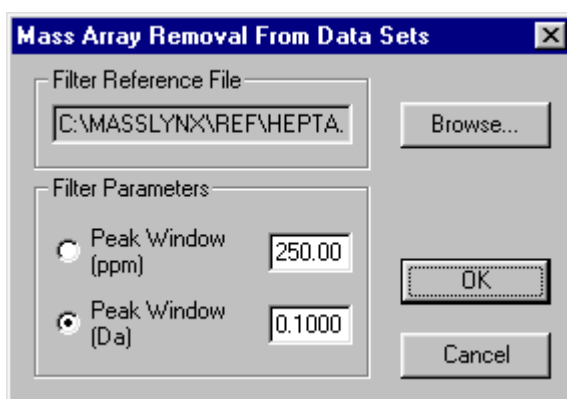 Mass Array Removal From Data Sets
Filter Reference File
C:\MASSLYNX\REF\HEPTA.
Browse...
Filter Parameters
Peak Window
(ppm)
250.00
Peak Window
(Da)
0.1000
OK
Cancel